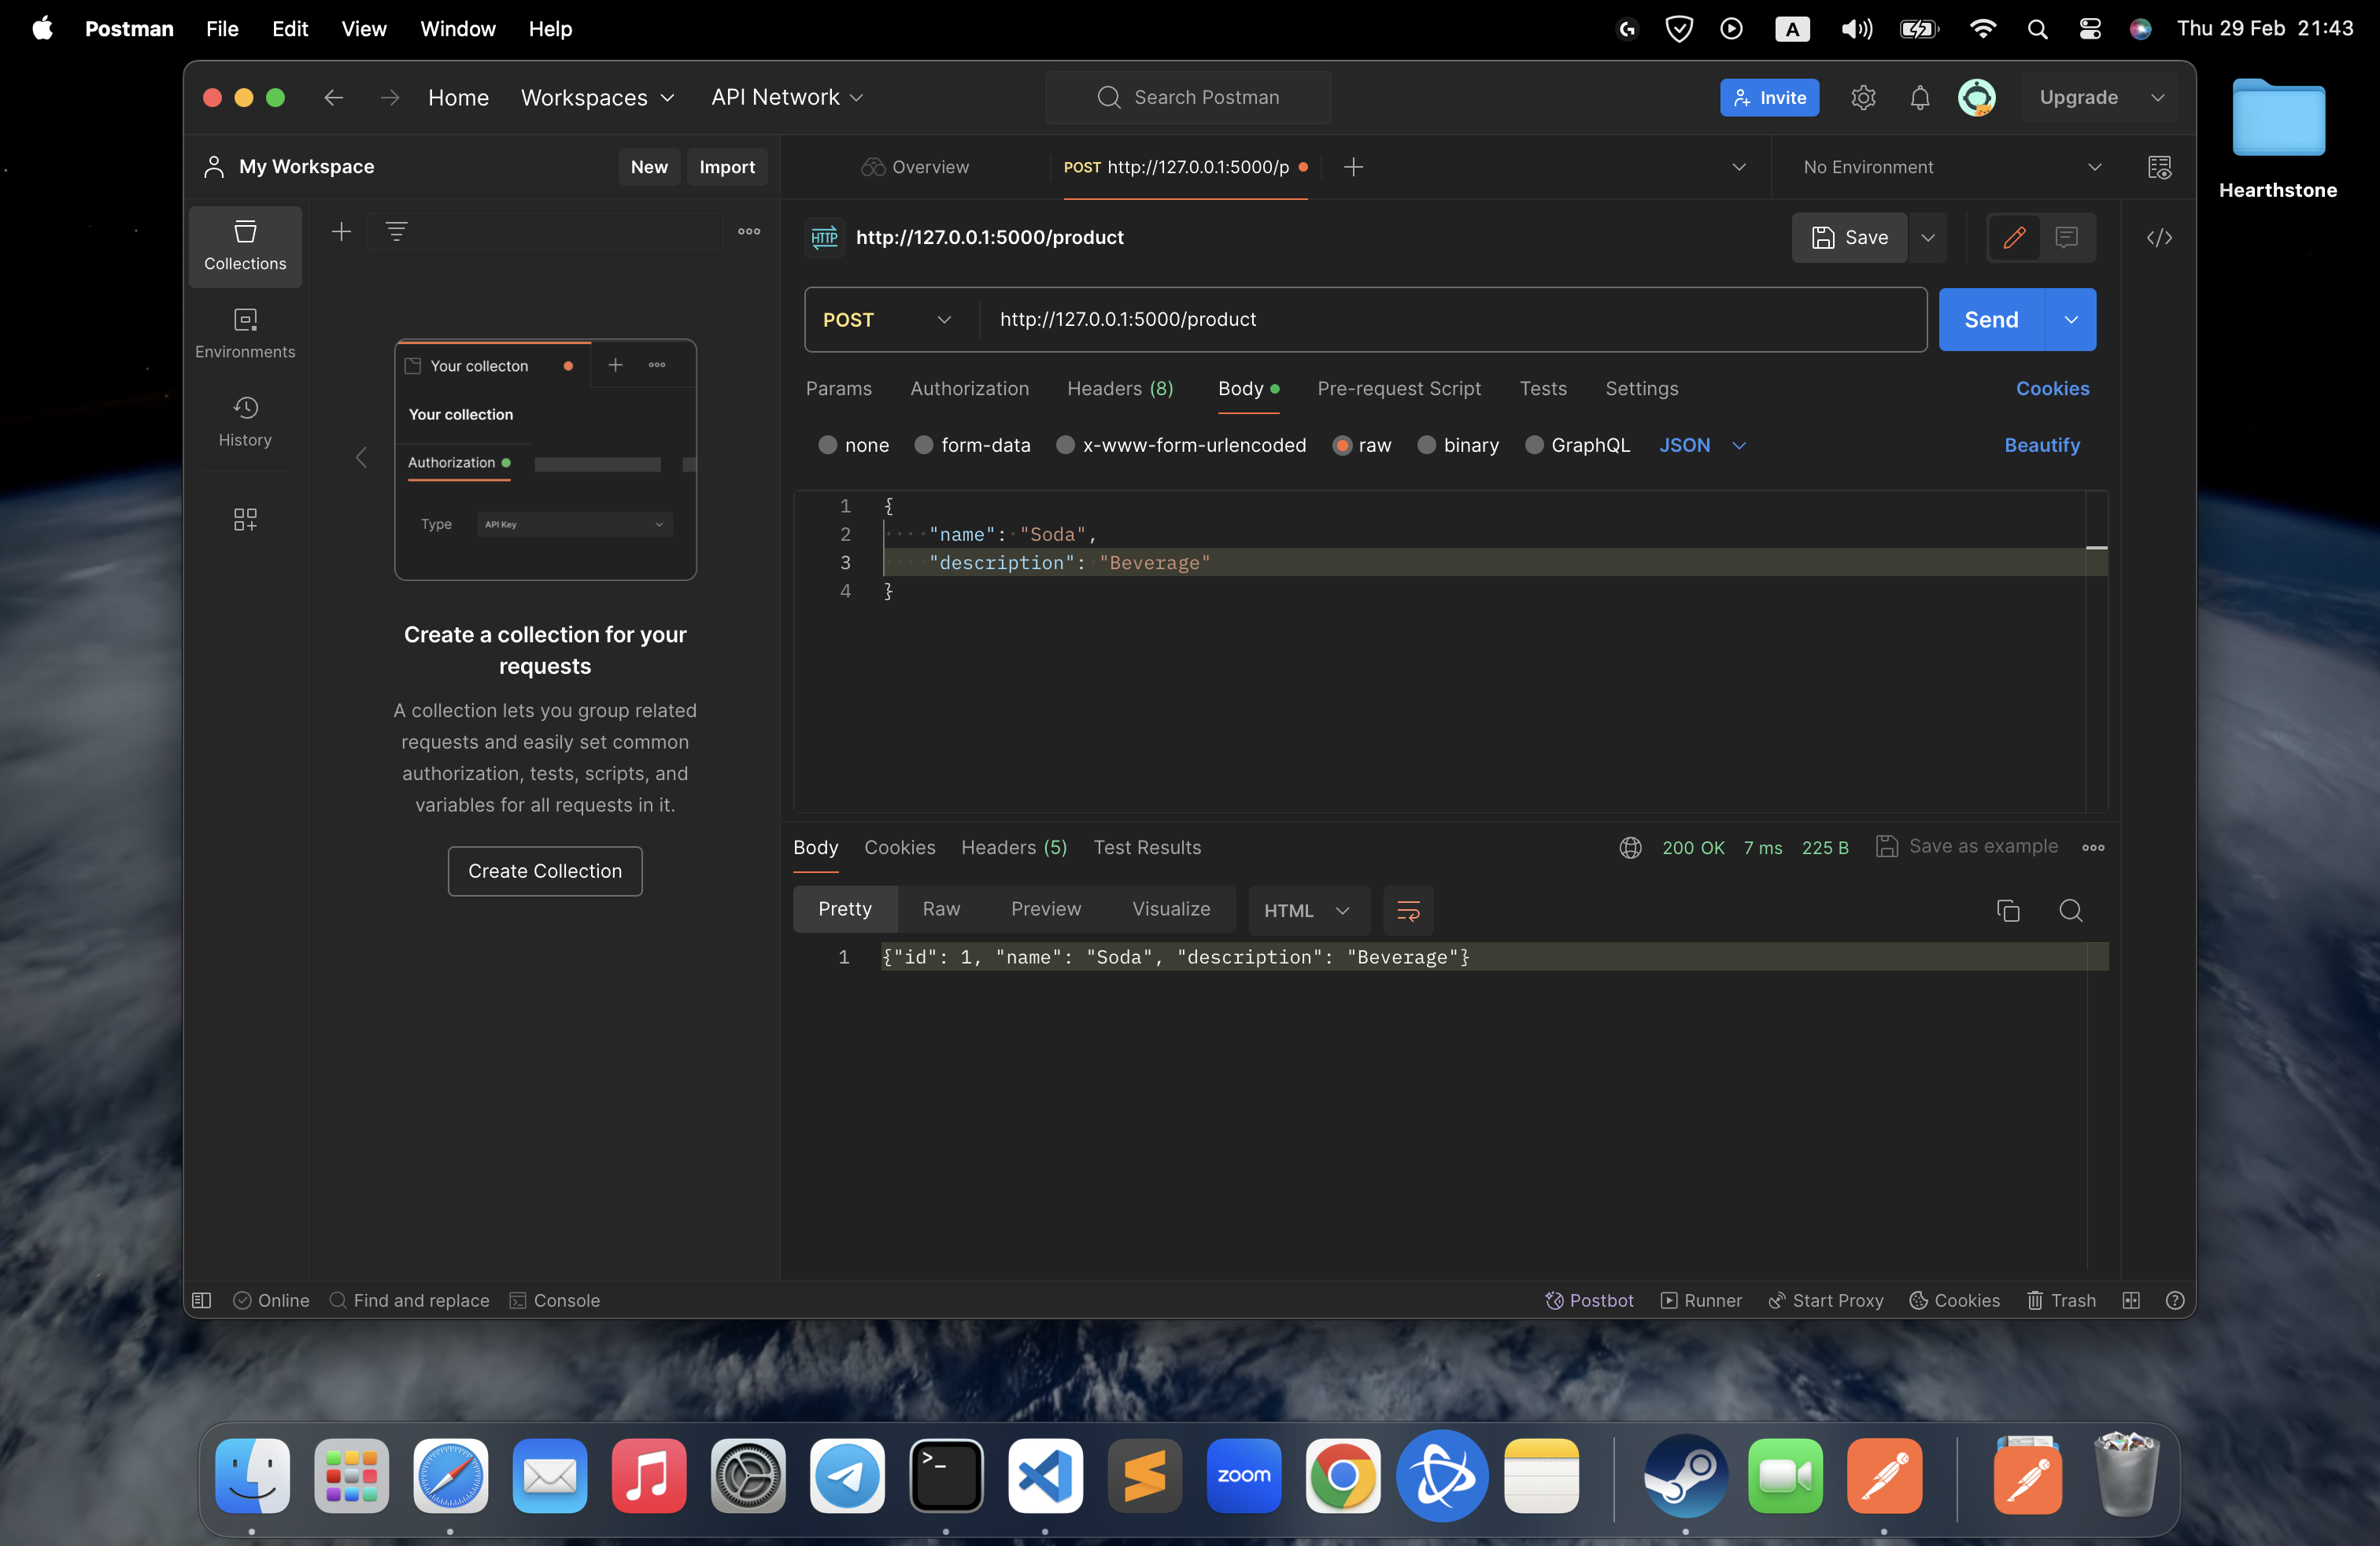 Postman File Edit View Window Help
A
Thu 29 Feb 21:43
Home Workspaces API Network
Search Postman
Invite
Upgrade
Hearthstone
My Workspace
New Import
Overview
POST http://127.0.0.1:5000/p
No Environment
Collections
Environments
History
Your collecton
Your collection
Authorization
Type API Key
Create a collection for your
requests
A collection lets you group related
requests and easily set common
authorization, tests, scripts, and
variables for all requests in it.
Create Collection
HTTP http://127.0.0.1:5000/product
Save
POST http://127.0.0.1:5000/product
Send
Params Authorization Headers (8) Body Pre-request Script Tests Settings Cookies
none form-data x-www-form-urlencoded raw binary GraphQL JSON Beautify
1 {
2 "name": "Soda",
3 "description": "Beverage"
4 }
Body Cookies Headers (5) Test Results
200 OK 7 ms 225 B Save as example
Pretty Raw Preview Visualize HTML
1 {"id": 1, "name": "Soda", "description": "Beverage"}
Online Find and replace Console
Postbot Runner Start Proxy Cookies Trash
zoom